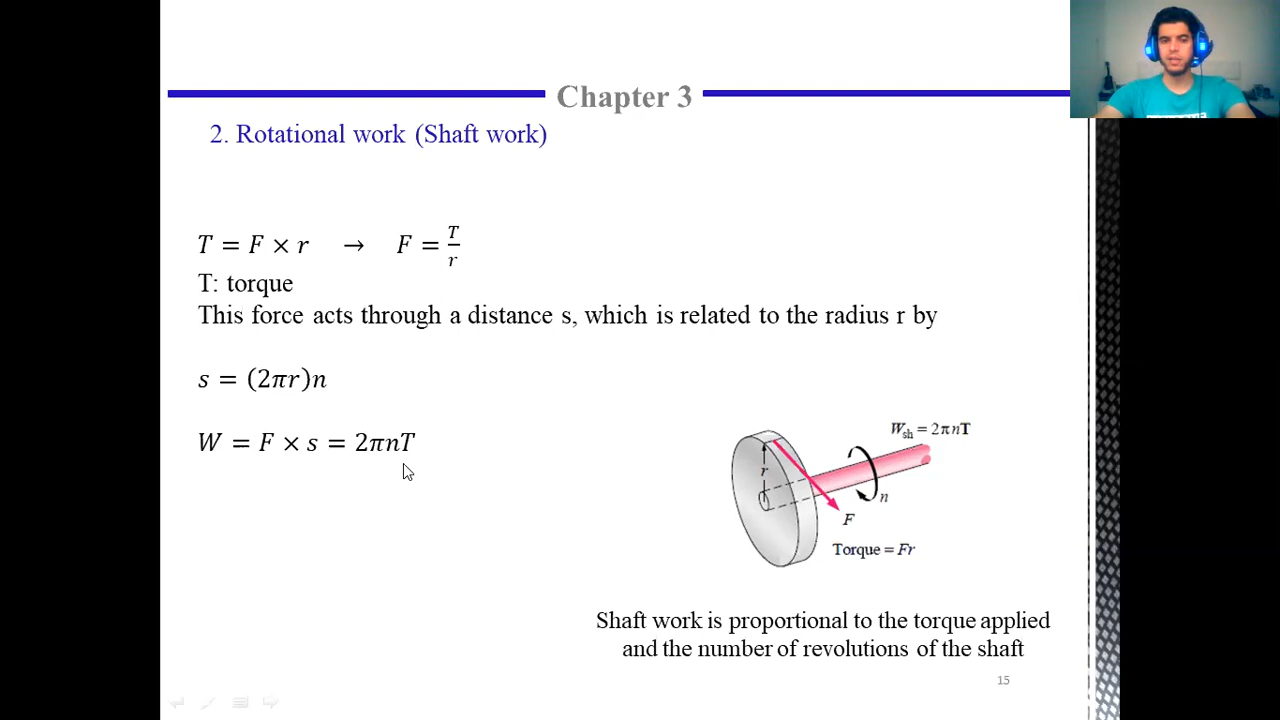 Chapter 3
2. Rotational work (Shaft work)
T = F × r → F = T/r
T: torque
This force acts through a distance s, which is related to the radius r by
s = (2πr)n
W = F × s = 2πnT
W_sh = 2πnT
r
n
F
Torque = Fr
Shaft work is proportional to the torque applied
and the number of revolutions of the shaft
15